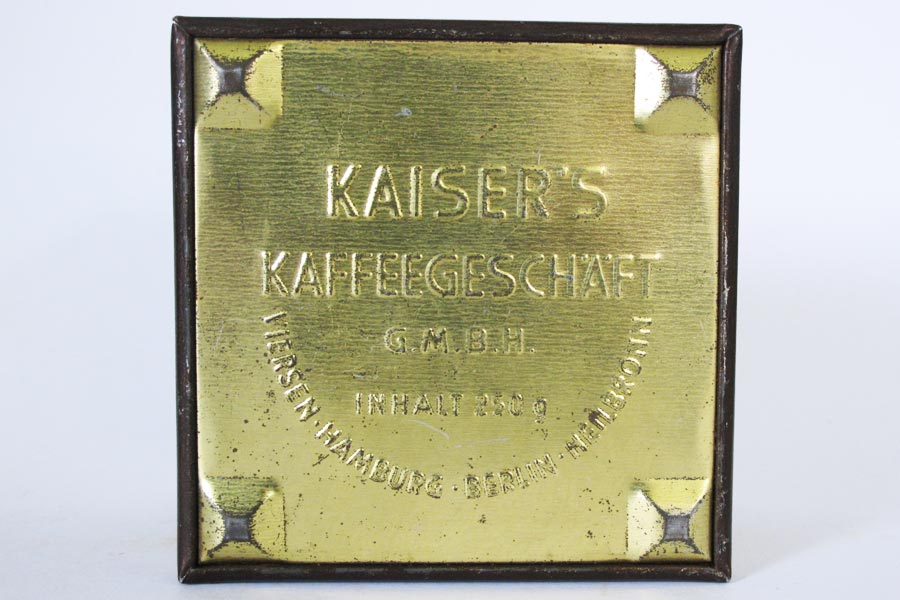 KAISER'S
KAFFEEGESCHÄFT
G.M.B.H.
INHALT 250 g
VIERSEN · HAMBURG · BERLIN · HEILBRONN